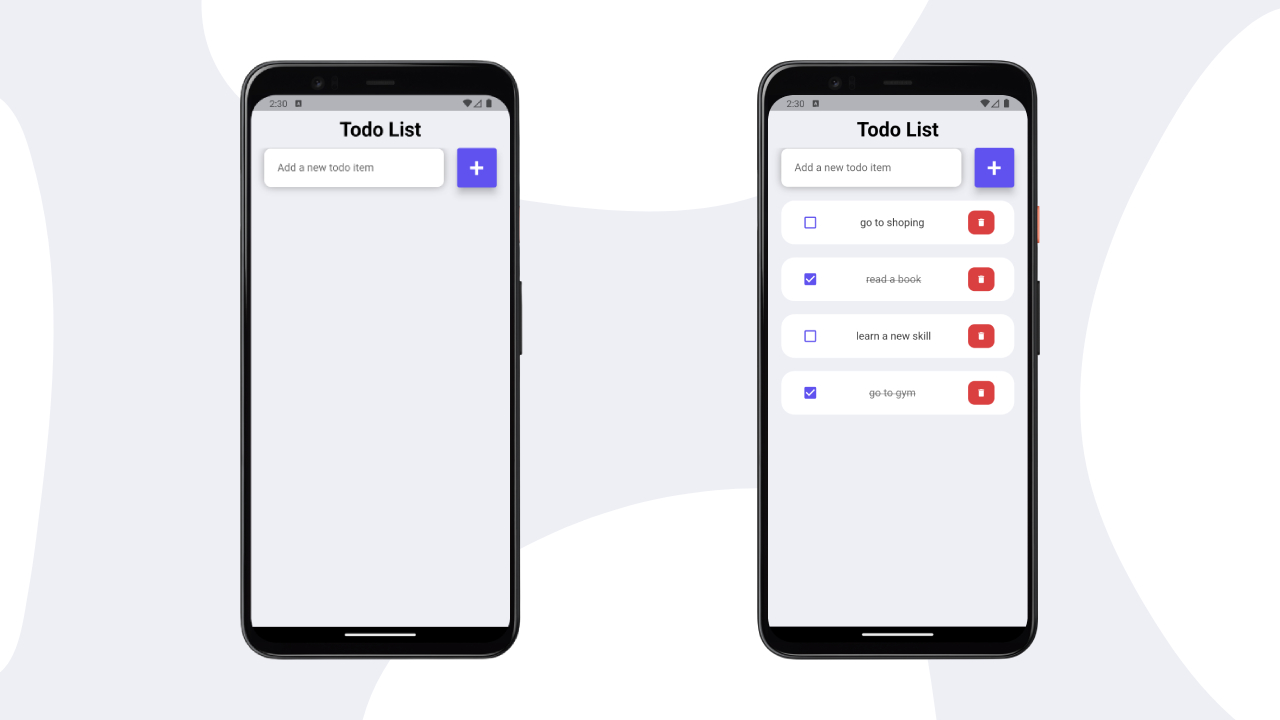 2:30
Todo List
Add a new todo item
+
2:30
Todo List
Add a new todo item
+
go to shoping
read a book
learn a new skill
go to gym